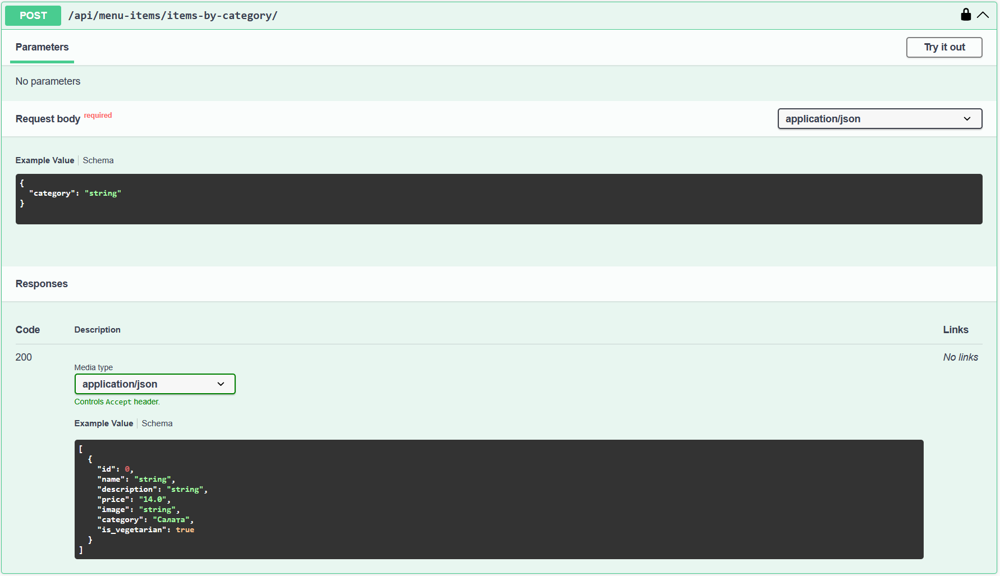 POST /api/menu-items/items-by-category/
Parameters
Try it out
No parameters
Request body required
application/json
Example Value
Schema
{
  "category": "string"
}
Responses
Code
Description
Links
200
No links
Media type
application/json
Controls Accept header.
Example Value
Schema
[
  {
    "id": 0,
    "name": "string",
    "description": "string",
    "price": "14.0",
    "image": "string",
    "category": "Салата",
    "is_vegetarian": true
  }
]